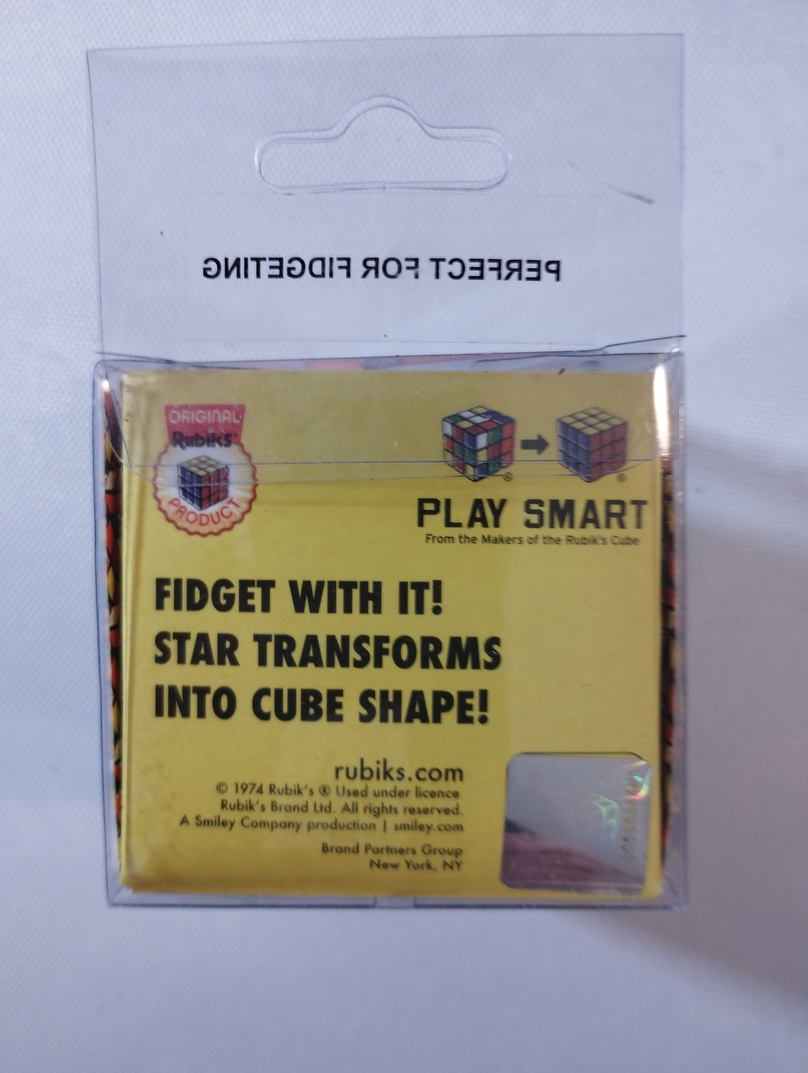 PERFECT FOR FIDGETING
ORIGINAL
Rubik's
PRODUCT
®
®
PLAY SMART
From the Makers of the Rubik's Cube
FIDGET WITH IT!
STAR TRANSFORMS
INTO CUBE SHAPE!
rubiks.com
© 1974 Rubik's ® Used under licence
Rubik's Brand Ltd. All rights reserved.
A Smiley Company production | smiley.com
Brand Partners Group
New York, NY